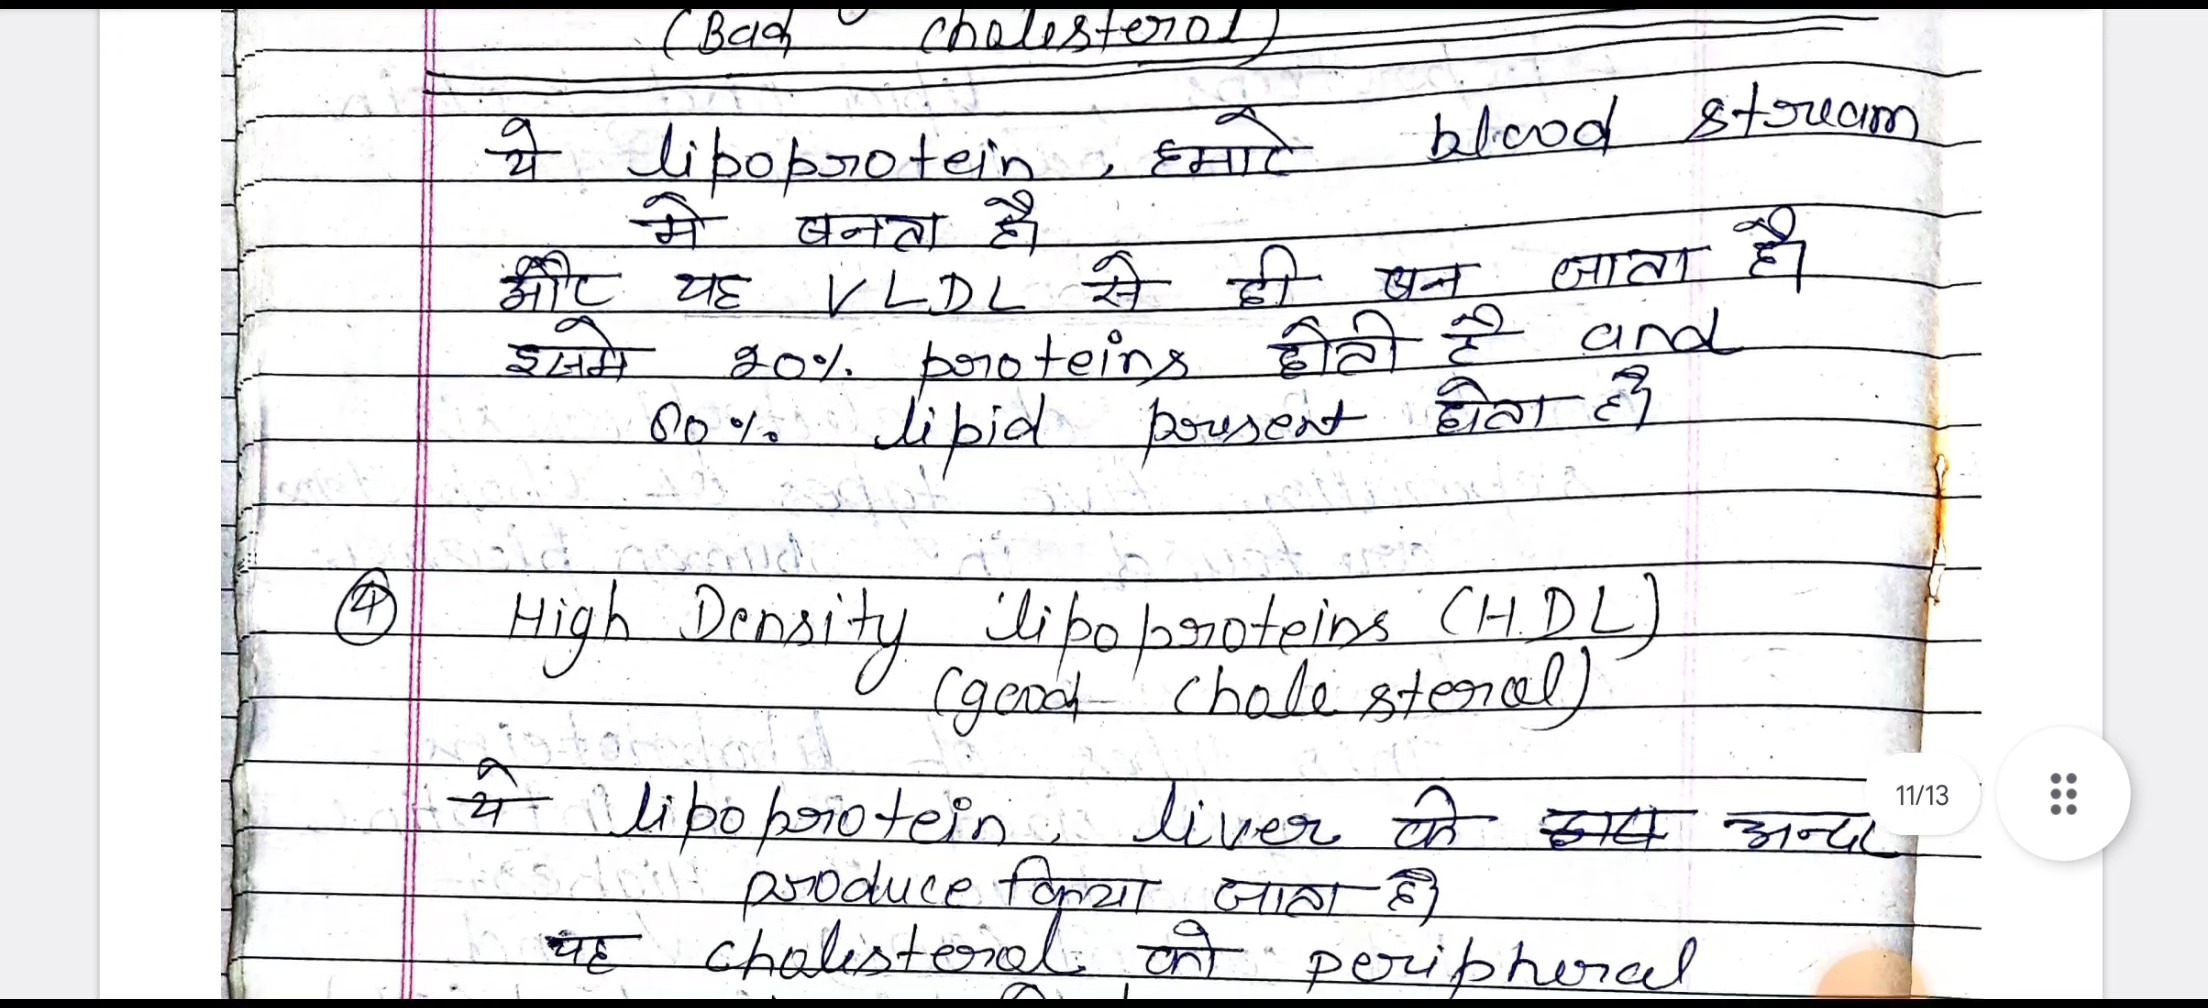 (Bad cholesterol)
ये lipoprotein, हमारे blood stream
मे बनता है।
और यह VLDL से ही बन जाता है।
इसमे 20% proteins होती है and
80% lipid present होता है।
④ High Density lipoproteins (H.DL)
(good cholesterol)
ये lipoprotein, liver के अन्दर
11/13
produce किया जाता है।
यह cholesterol को peripheral